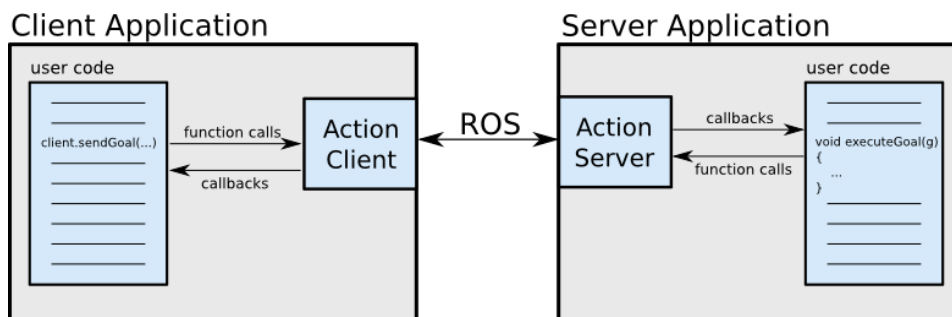 Client Application
Server Application
user code
user code
client.sendGoal(...)
function calls
callbacks
Action
Client
ROS
Action
Server
callbacks
function calls
void executeGoal(g)
{
...
}